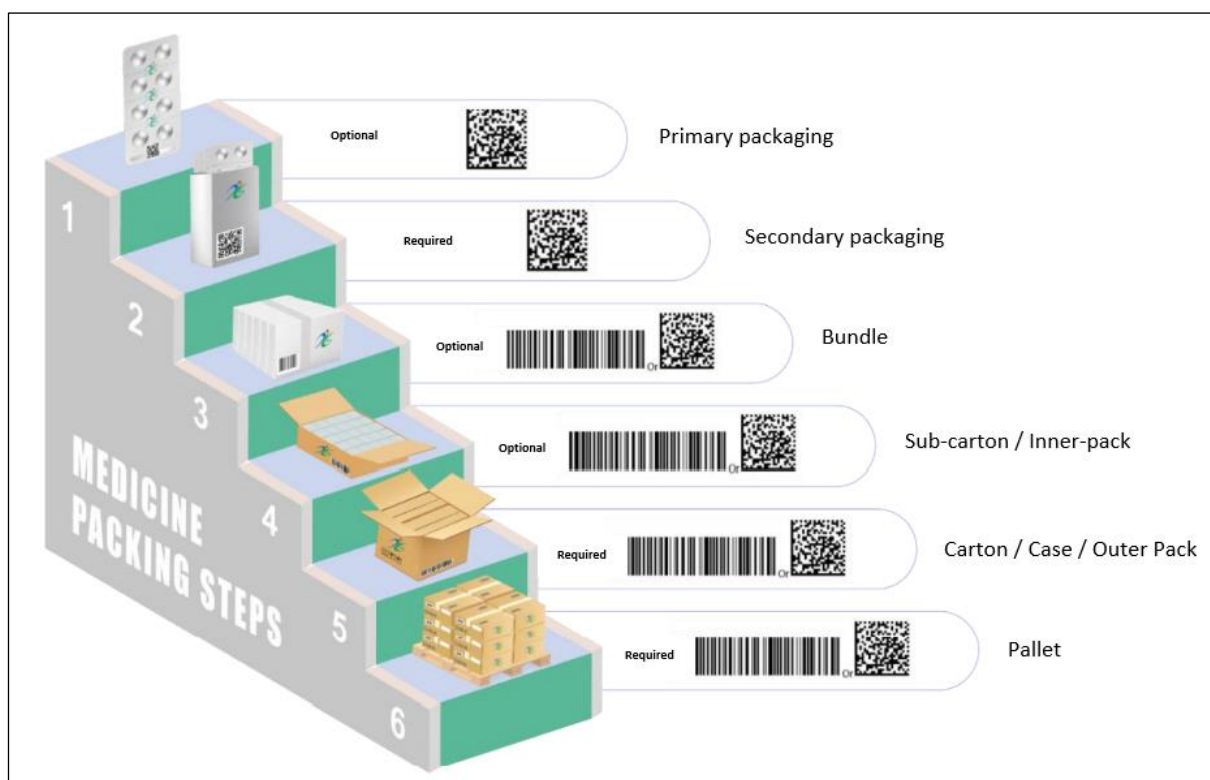 Optional
Primary packaging
1
Required
Secondary packaging
2
Optional
Or
Bundle
3
Optional
Or
Sub-carton / Inner-pack
4
Required
Or
Carton / Case / Outer Pack
5
Required
Or
Pallet
6
MEDICINE
PACKING STEPS